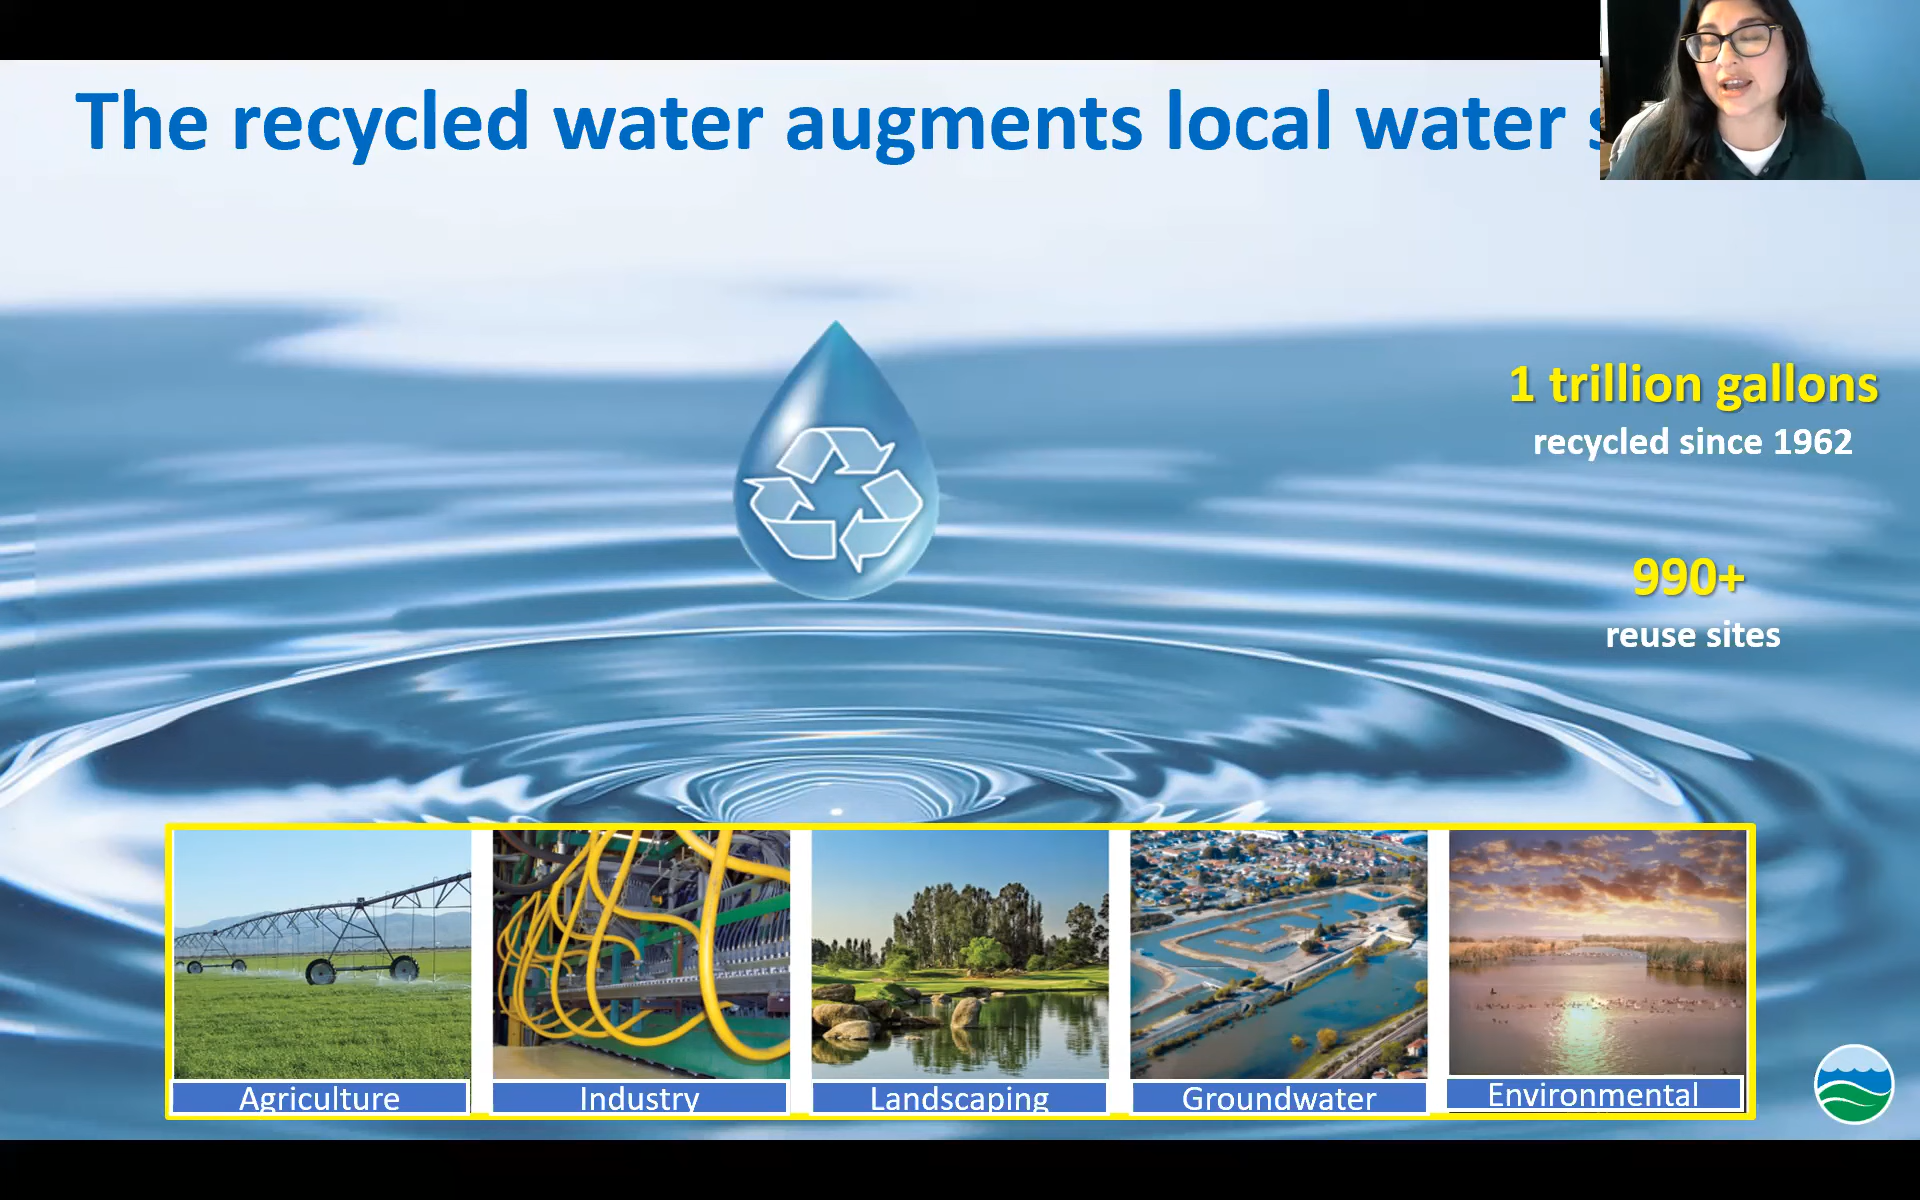 The recycled water augments local water
1 trillion gallons
recycled since 1962
990+
reuse sites
Agriculture
Industry
Landscaping
Groundwater
Environmental